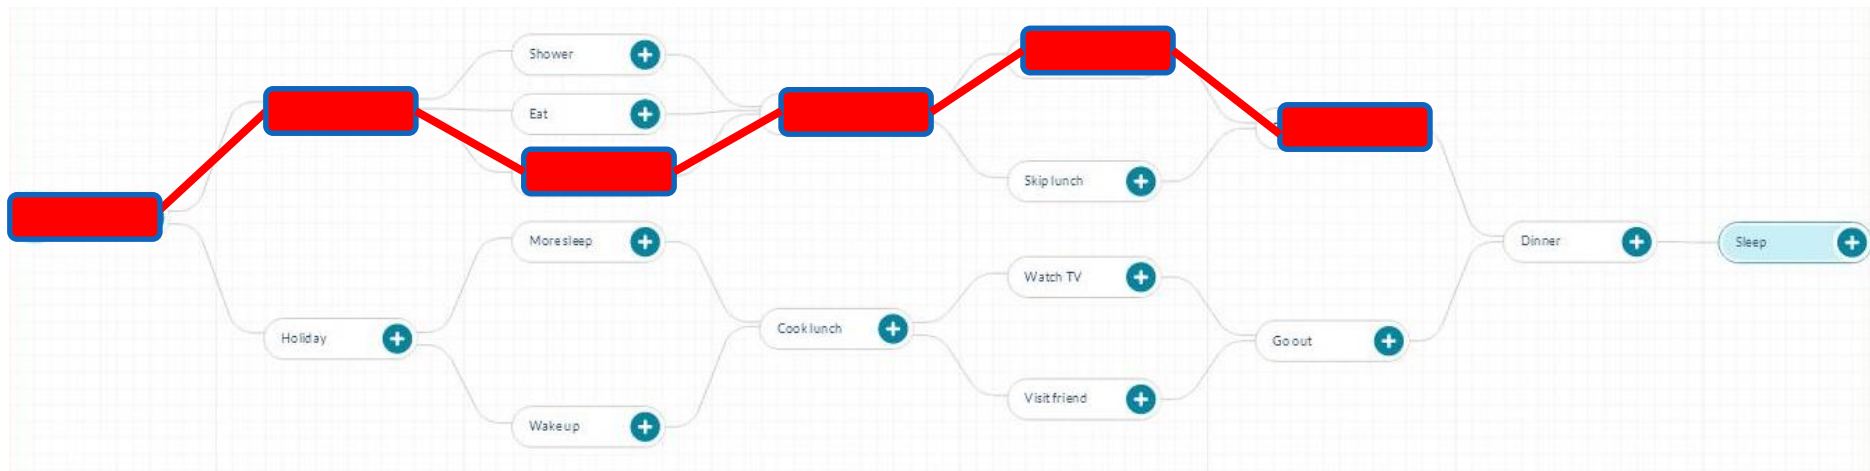 Shower
Eat
Skip lunch
More sleep
Watch TV
Dinner
Sleep
Holiday
Cook lunch
Go out
Visit friend
Wake up